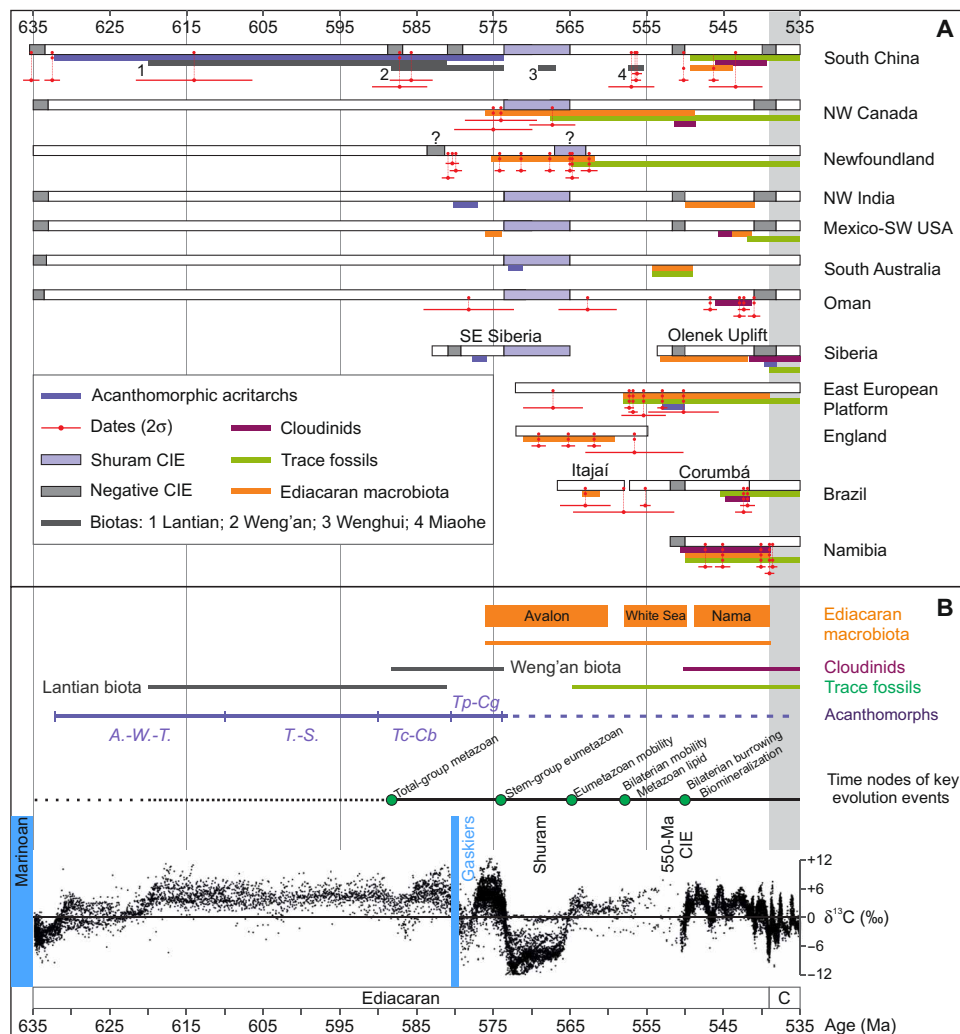 635 625 615 605 595 585 575 565 555 545 535
A
South China
1
2
3
4
NW Canada
? ?
Newfoundland
NW India
Mexico-SW USA
South Australia
Oman
SE Siberia
Olenek Uplift
Siberia
East European
Platform
England
Itajaí
Corumbá
Brazil
Namibia
Acanthomorphic acritarchs
Dates (2σ)
Cloudinids
Shuram CIE
Trace fossils
Negative CIE
Ediacaran macrobiota
Biotas: 1 Lantian; 2 Weng'an; 3 Wenghui; 4 Miaohe
B
Avalon White Sea Nama
Ediacaran
macrobiota
Weng'an biota
Cloudinids
Lantian biota
Trace fossils
Tp-Cg
Acanthomorphs
A.-W.-T. T.-S. Tc-Cb
Total-group metazoan
Stem-group eumetazoan
Eumetazoan mobility
Bilaterian mobility
Metazoan lipid
Bilaterian burrowing
Biomineralization
Time nodes of key
evolution events
Marinoan
Gaskiers
Shuram
550-Ma
CIE
+12
+6
0
-6
-12
δ13C (‰)
Ediacaran C
635 625 615 605 595 585 575 565 555 545 535 Age (Ma)